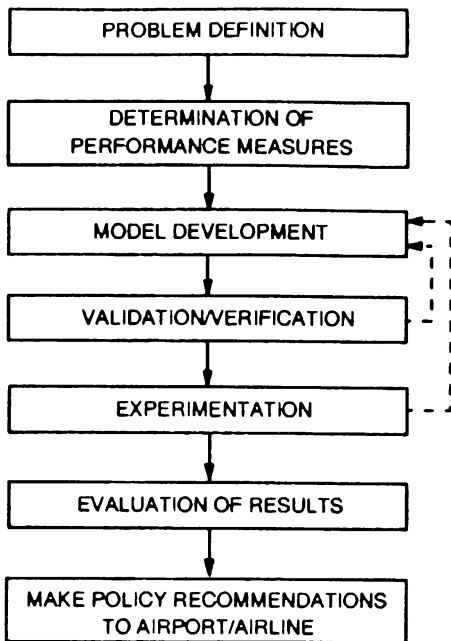 PROBLEM DEFINITION
DETERMINATION OF
PERFORMANCE MEASURES
MODEL DEVELOPMENT
VALIDATION/VERIFICATION
EXPERIMENTATION
EVALUATION OF RESULTS
MAKE POLICY RECOMMENDATIONS
TO AIRPORT/AIRLINE